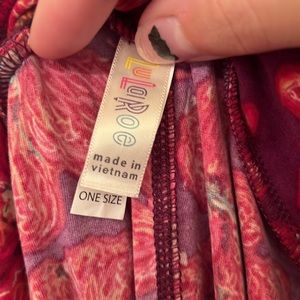 LuLaRoe
made in
vietnam
ONE SIZE